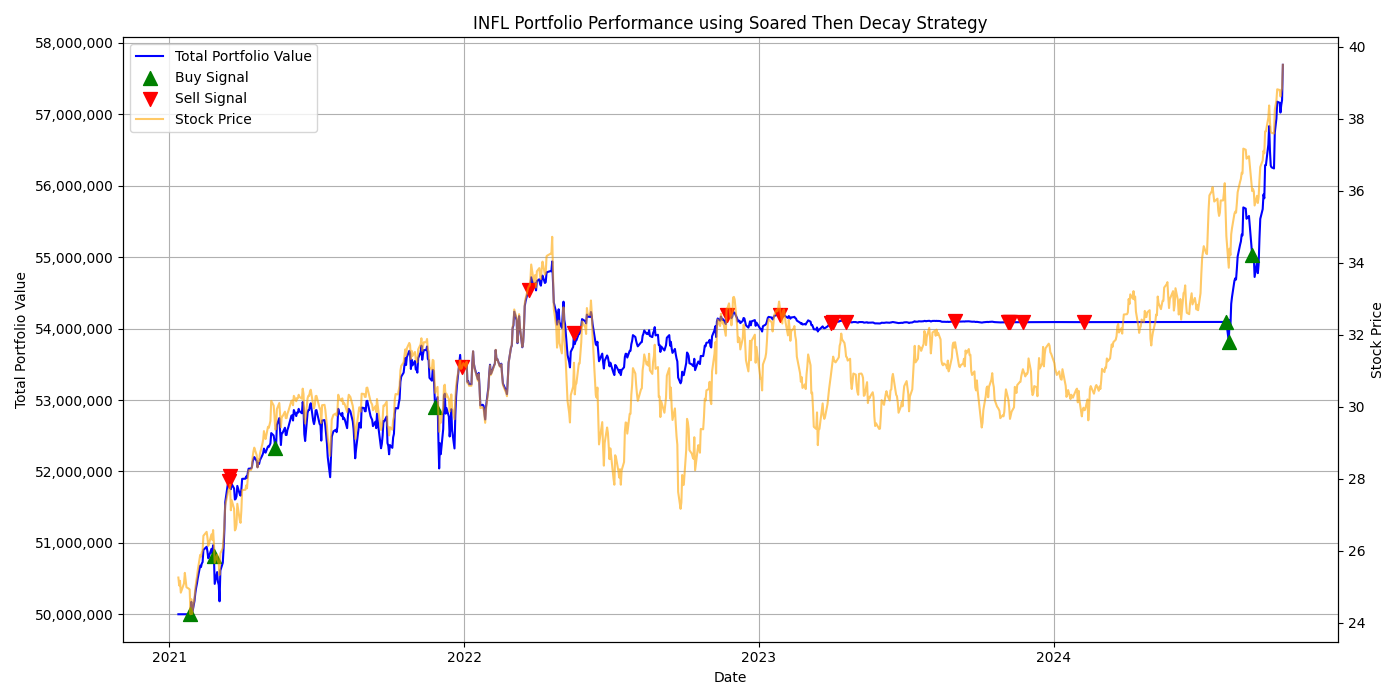 INFL Portfolio Performance using Soared Then Decay Strategy
Total Portfolio Value
Buy Signal
Sell Signal
Stock Price
58,000,000
57,000,000
56,000,000
55,000,000
54,000,000
53,000,000
52,000,000
51,000,000
50,000,000
Total Portfolio Value
40
38
36
34
32
30
28
26
24
Stock Price
2021
2022
2023
2024
Date